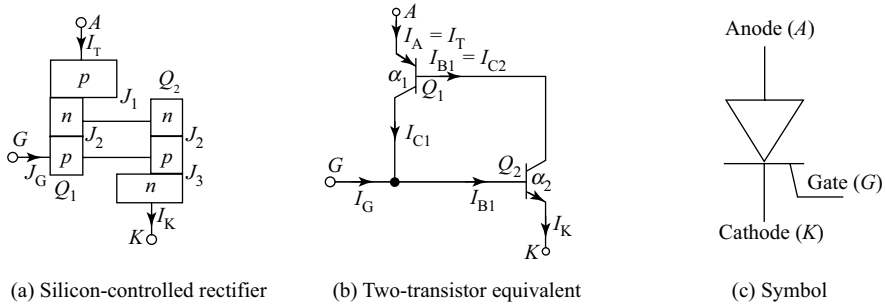 A
I_T
p
Q_2
J_1
n
n
J_2
J_2
G
p
p
J_G
Q_1
J_3
n
I_K
K
(a) Silicon-controlled rectifier
A
I_A = I_T
I_B1 = I_C2
α_1
Q_1
I_C1
G
Q_2
α_2
I_G
I_B1
I_K
K
(b) Two-transistor equivalent
Anode (A)
Gate (G)
Cathode (K)
(c) Symbol